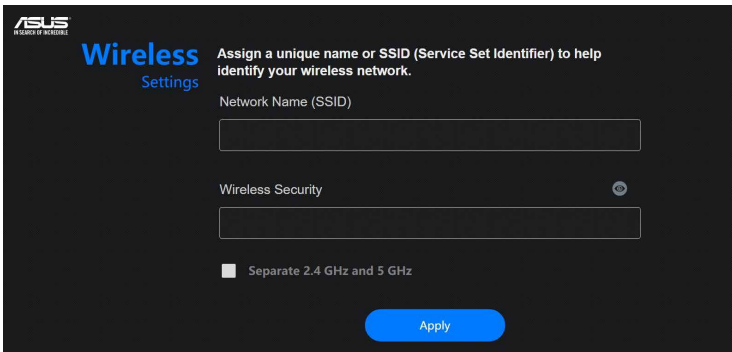 ASUS
IN SEARCH OF INCREDIBLE
Wireless
Settings
Assign a unique name or SSID (Service Set Identifier) to help
identify your wireless network.
Network Name (SSID)
Wireless Security
Separate 2.4 GHz and 5 GHz
Apply